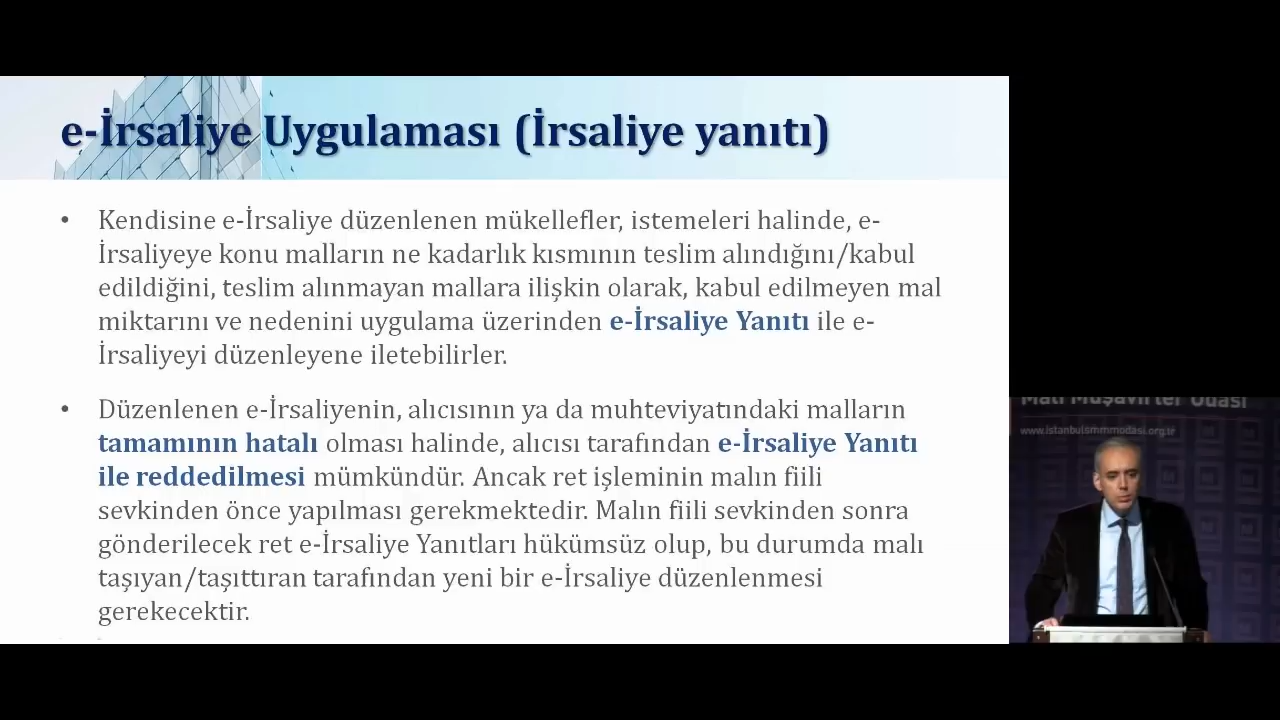 e-İrsaliye Uygulaması (İrsaliye yanıtı)
• Kendisine e-İrsaliye düzenlenen mükellefler, istemeleri halinde, e-
İrsaliyeye konu malların ne kadarlık kısmının teslim alındığını/kabul
edildiğini, teslim alınmayan mallara ilişkin olarak, kabul edilmeyen mal
miktarını ve nedenini uygulama üzerinden e-İrsaliye Yanıtı ile e-
İrsaliyeyi düzenleyene iletebilirler.
• Düzenlenen e-İrsaliyenin, alıcısının ya da muhteviyatındaki malların
tamamının hatalı olması halinde, alıcısı tarafından e-İrsaliye Yanıtı
ile reddedilmesi mümkündür. Ancak ret işleminin malın fiili
sevkinden önce yapılması gerekmektedir. Malın fiili sevkinden sonra
gönderilecek ret e-İrsaliye Yanıtları hükümsüz olup, bu durumda malı
taşıyan/taşıttıran tarafından yeni bir e-İrsaliye düzenlenmesi
gerekecektir.
Mali Müşavirler Odası
www.istanbulsmmmodasi.org.tr